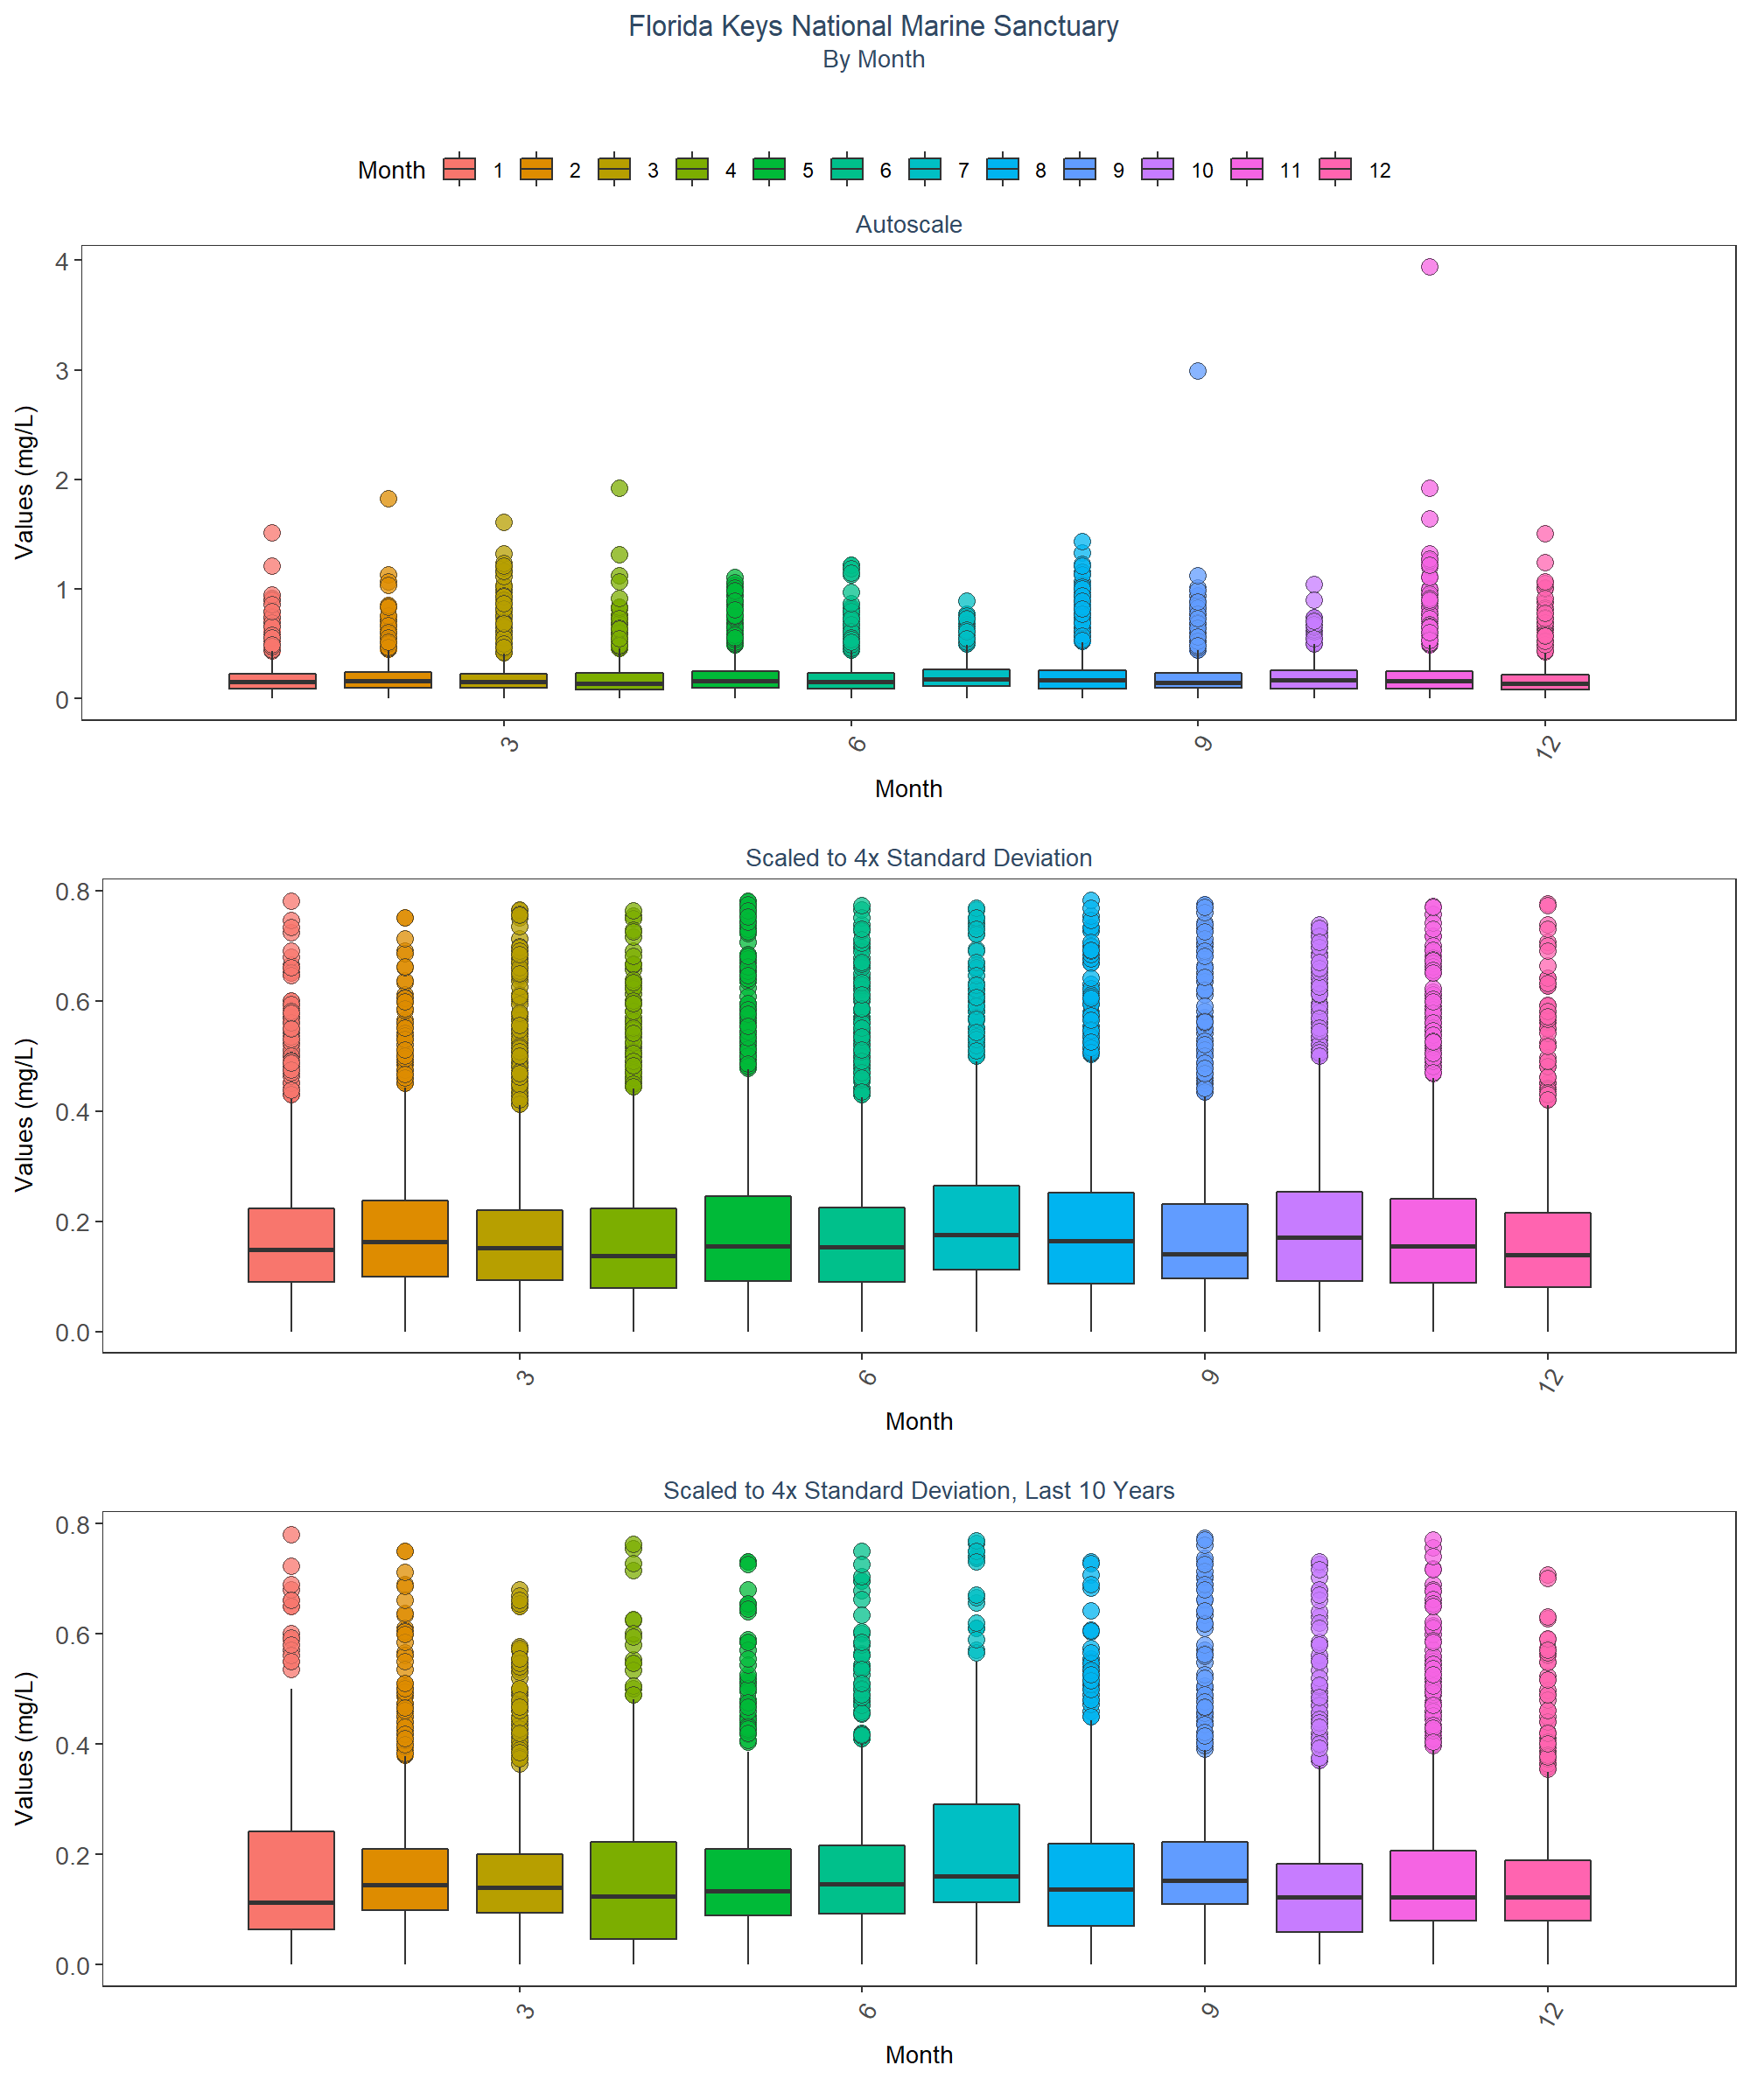 Florida Keys National Marine Sanctuary
By Month
Month 1 2 3 4 5 6 7 8 9 10 11 12
Autoscale
Values (mg/L)
4
3
2
1
0
3 6 9 12
Month
Scaled to 4x Standard Deviation
Values (mg/L)
0.8
0.6
0.4
0.2
0.0
3 6 9 12
Month
Scaled to 4x Standard Deviation, Last 10 Years
Values (mg/L)
0.8
0.6
0.4
0.2
0.0
3 6 9 12
Month